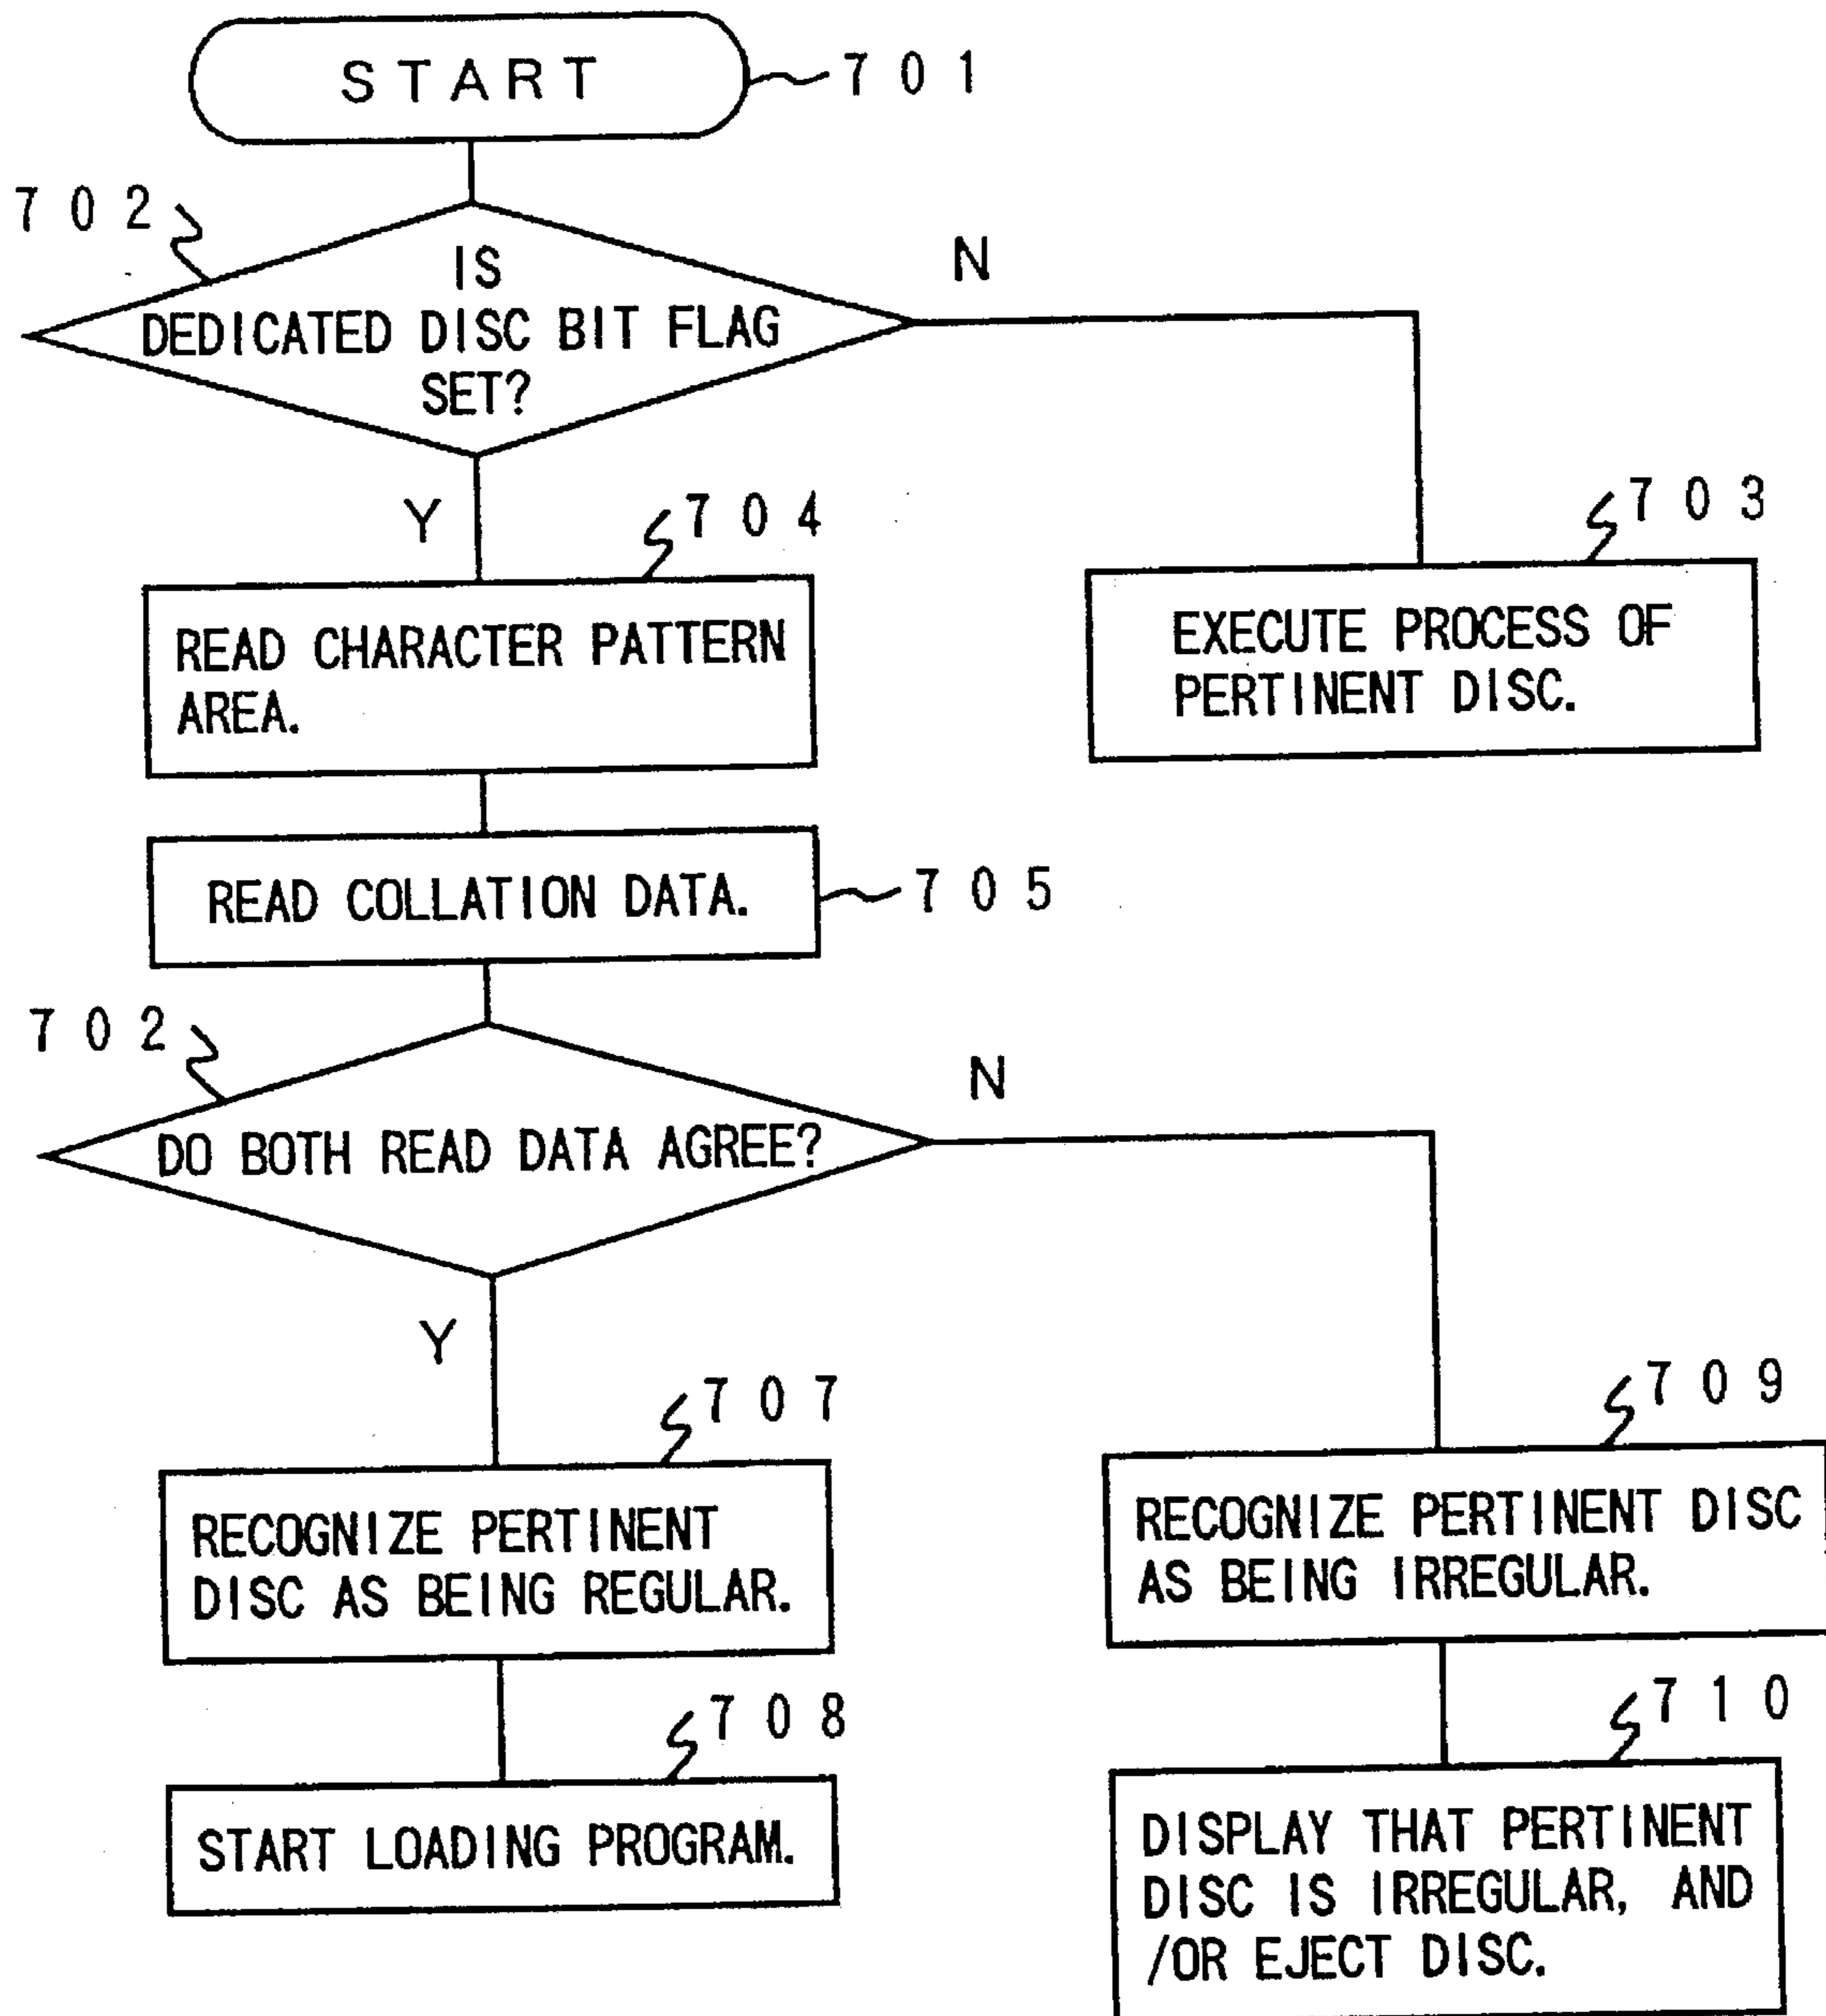 START
701
702
IS
DEDICATED DISC BIT FLAG
SET?
N
Y
704
703
READ CHARACTER PATTERN
AREA.
EXECUTE PROCESS OF
PERTINENT DISC.
READ COLLATION DATA.
705
702
DO BOTH READ DATA AGREE?
N
Y
707
709
RECOGNIZE PERTINENT
DISC AS BEING REGULAR.
RECOGNIZE PERTINENT DISC
AS BEING IRREGULAR.
708
710
START LOADING PROGRAM.
DISPLAY THAT PERTINENT
DISC IS IRREGULAR, AND
/OR EJECT DISC.